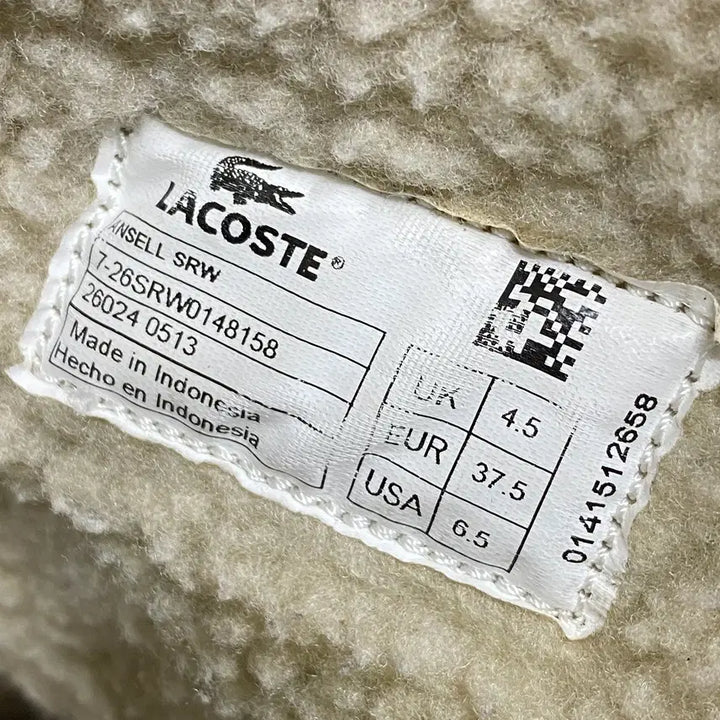 LACOSTE®
ANSELL SRW
7-26SRW0148158
26024 0513
Made in Indonesia
Hecho en Indonesia
UK 4.5
EUR 37.5
USA 6.5
0141512658